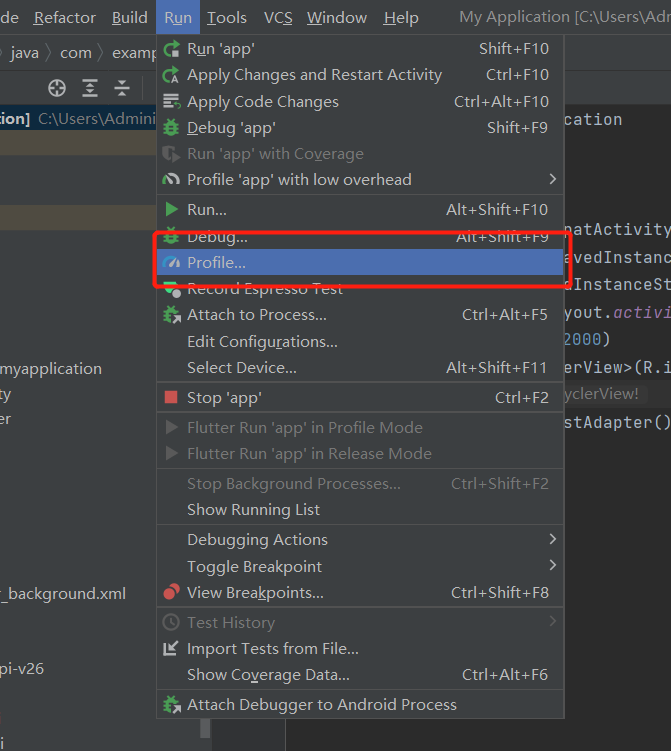 de Refactor Build Run Tools VCS Window Help My Application [C:\Users\Adm
java com examp
tion] C:\Users\Admini
Run 'app' Shift+F10
Apply Changes and Restart Activity Ctrl+F10
Apply Code Changes Ctrl+Alt+F10
cation
Debug 'app' Shift+F9
Run 'app' with Coverage
Profile 'app' with low overhead
Run... Alt+Shift+F10
Debug... Alt+Shift+F9
natActivity
Profile...
avedInstanc
Record Espresso Test
dInstanceSt
Attach to Process... Ctrl+Alt+F5
yout.activi
Edit Configurations...
2000)
Select Device... Alt+Shift+F11
erView>(R.i
myapplication
ty
Stop 'app' Ctrl+F2
yclerView!
er
Flutter Run 'app' in Profile Mode
stAdapter()
Flutter Run 'app' in Release Mode
Stop Background Processes... Ctrl+Shift+F2
Show Running List
Debugging Actions
Toggle Breakpoint
View Breakpoints... Ctrl+Shift+F8
_background.xml
Test History
Import Tests from File...
Show Coverage Data... Ctrl+Alt+F6
pi-v26
Attach Debugger to Android Process